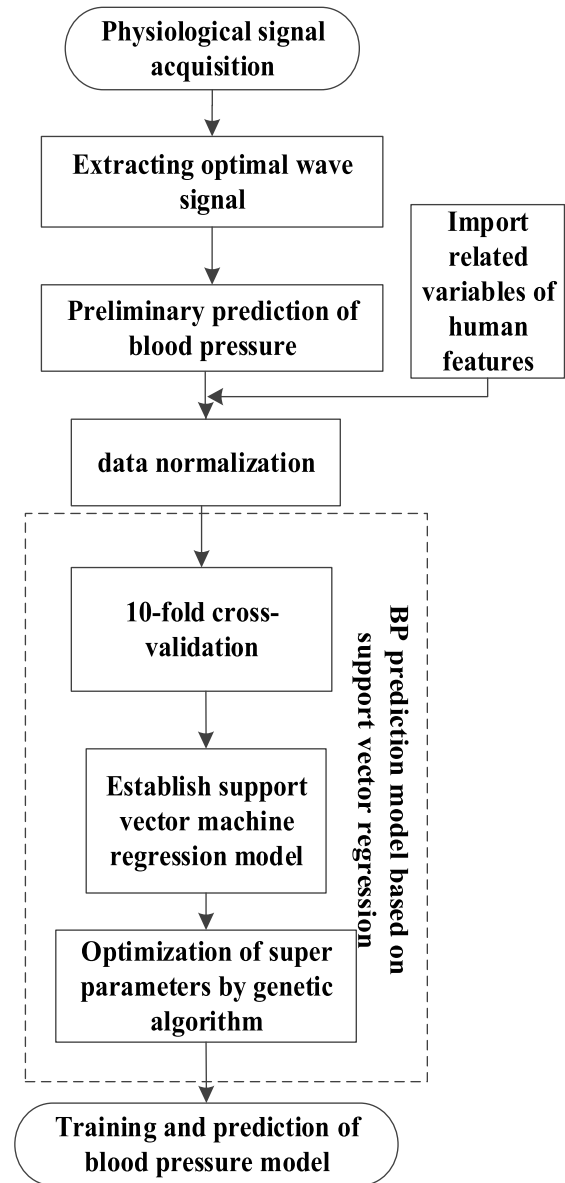 Physiological signal
acquisition
Extracting optimal wave
signal
Import
related
variables of
human
features
Preliminary prediction of
blood pressure
data normalization
10-fold cross-
validation
BP prediction model based on
support vector regression
Establish support
vector machine
regression model
Optimization of super
parameters by genetic
algorithm
Training and prediction of
blood pressure model